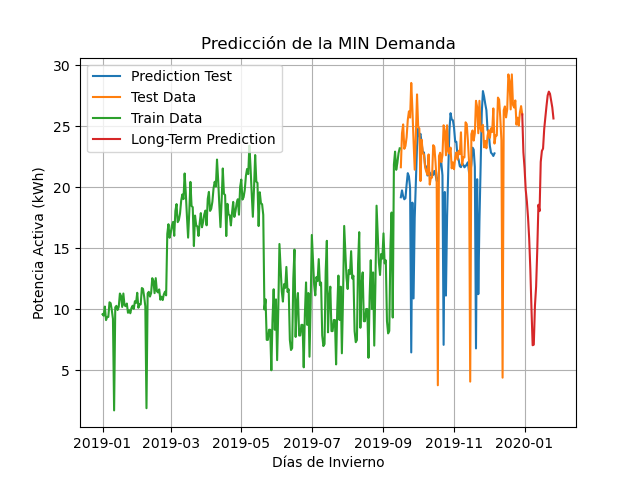 Predicción de la MIN Demanda
Prediction Test
Test Data
Train Data
Long-Term Prediction
30
25
20
15
10
5
Potencia Activa (kWh)
2019-01 2019-03 2019-05 2019-07 2019-09 2019-11 2020-01
Días de Invierno